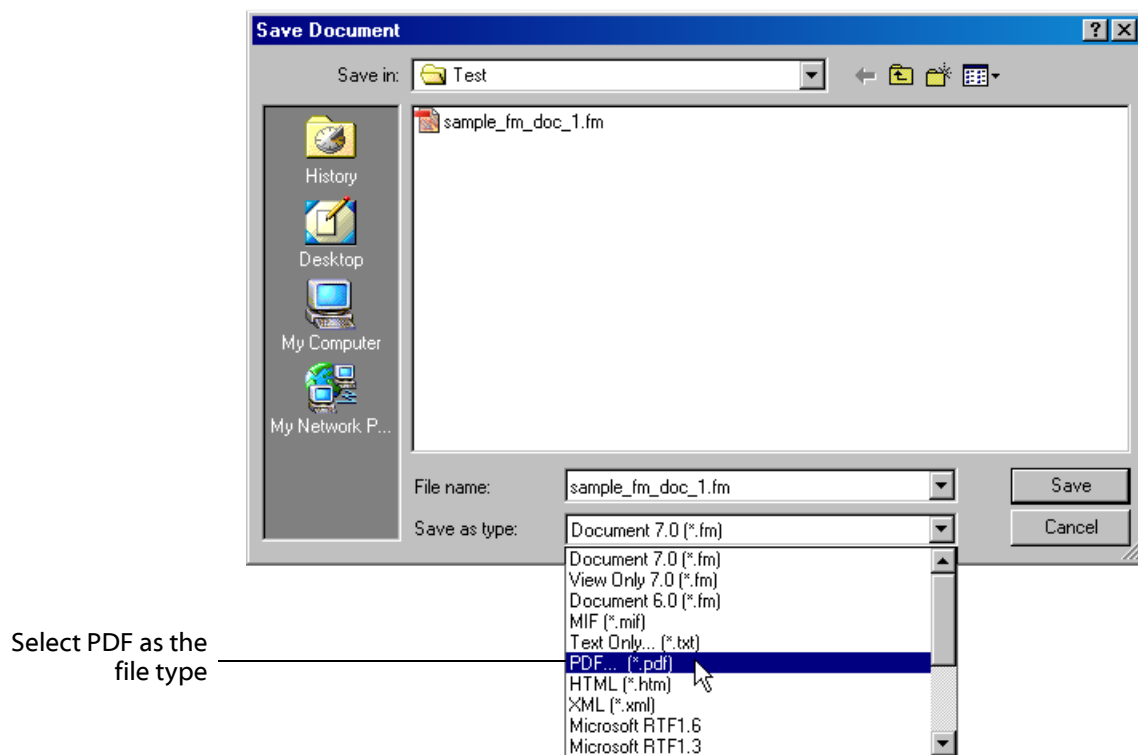 Save Document
Save in: Test
sample_fm_doc_1.fm
History
Desktop
My Computer
My Network P...
File name: sample_fm_doc_1.fm Save
Save as type: Document 7.0 (*.fm) Cancel
Document 7.0 (*.fm)
View Only 7.0 (*.fm)
Document 6.0 (*.fm)
MIF (*.mif)
Text Only... (*.txt)
PDF... (*.pdf)
HTML (*.htm)
XML (*.xml)
Microsoft RTF1.6
Microsoft RTF1.3
Select PDF as the
file type